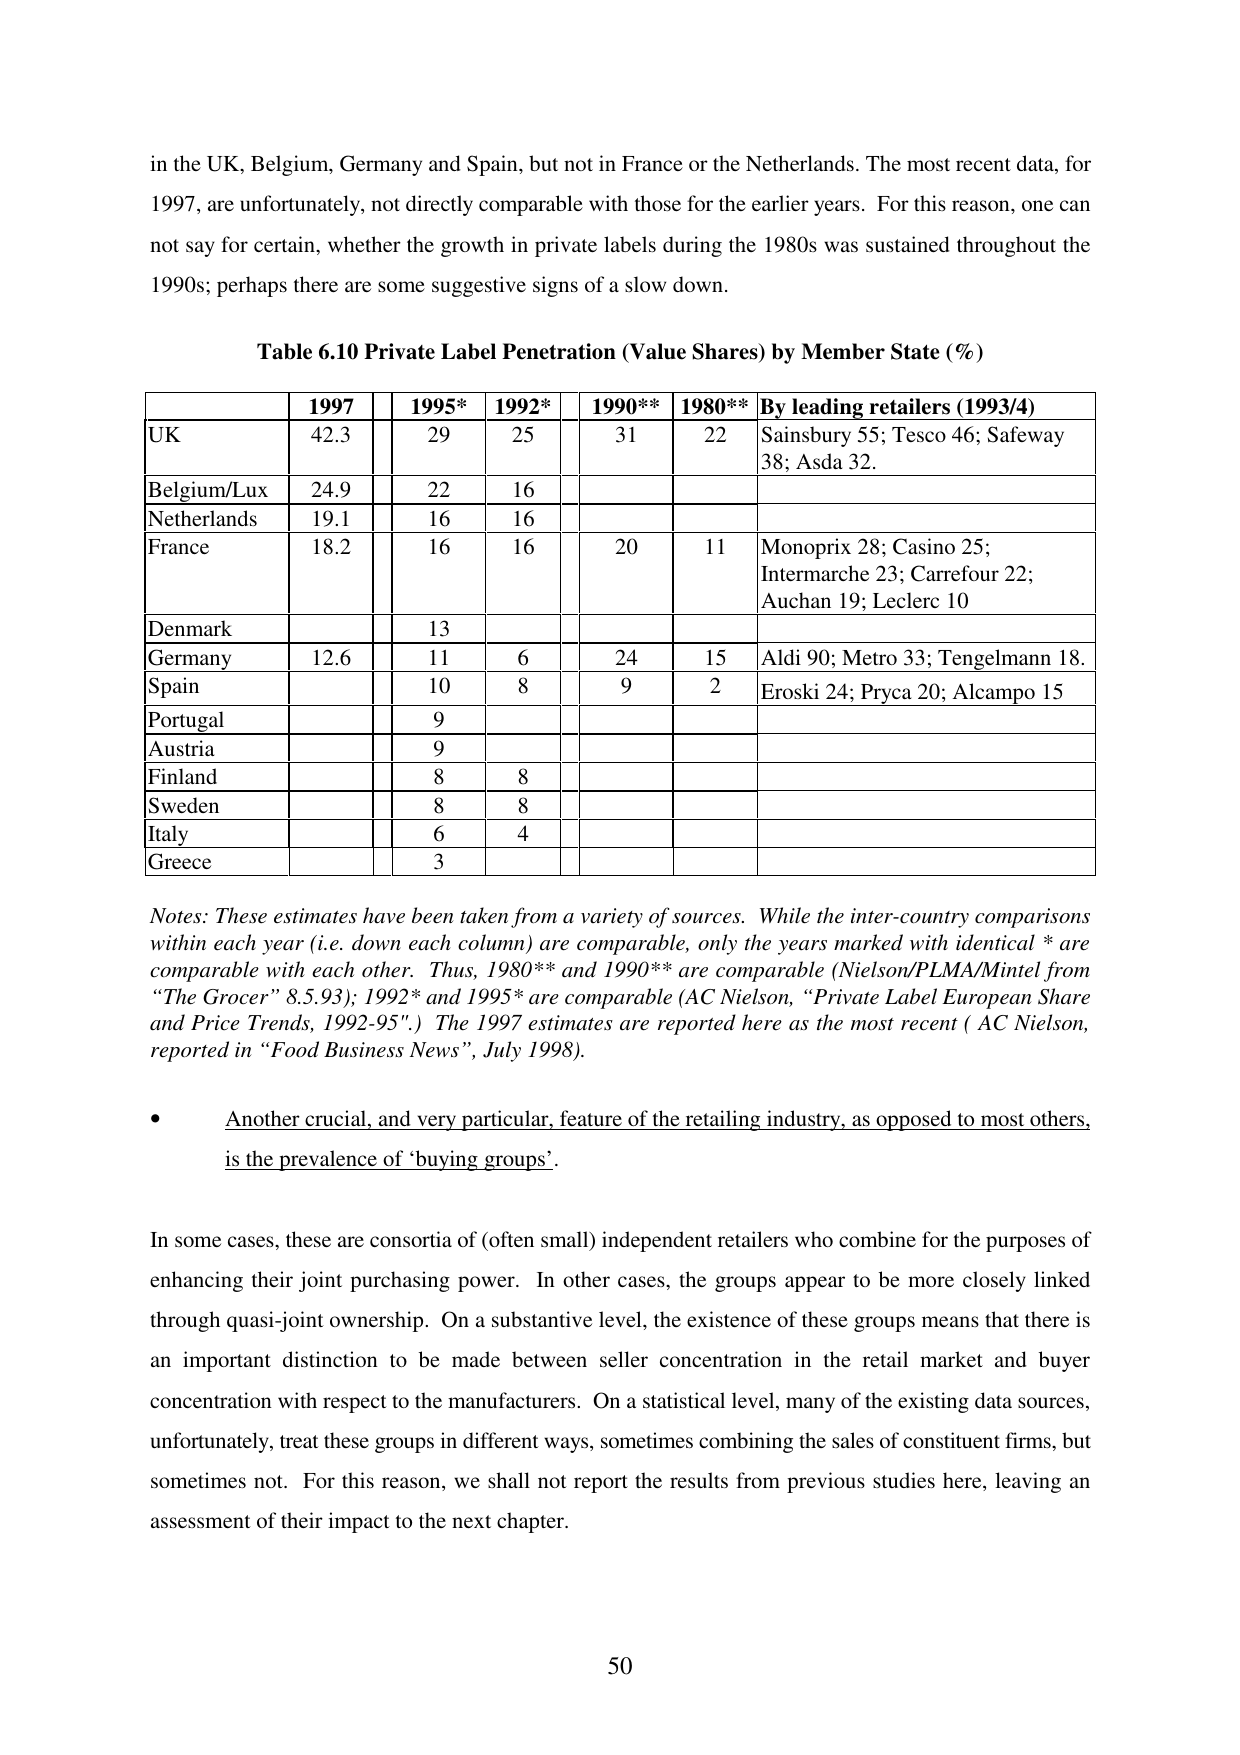 in the UK, Belgium, Germany and Spain, but not in France or the Netherlands. The most recent data, for
1997, are unfortunately, not directly comparable with those for the earlier years.  For this reason, one can
not say for certain, whether the growth in private labels during the 1980s was sustained throughout the
1990s; perhaps there are some suggestive signs of a slow down.
Table 6.10 Private Label Penetration (Value Shares) by Member State (%)
1997 1995* 1992* 1990** 1980** By leading retailers (1993/4)
UK 42.3 29 25 31 22 Sainsbury 55; Tesco 46; Safeway
38; Asda 32.
Belgium/Lux 24.9 22 16
Netherlands 19.1 16 16
France 18.2 16 16 20 11 Monoprix 28; Casino 25;
Intermarche 23; Carrefour 22;
Auchan 19; Leclerc 10
Denmark 13
Germany 12.6 11 6 24 15 Aldi 90; Metro 33; Tengelmann 18.
Spain 10 8 9 2 Eroski 24; Pryca 20; Alcampo 15
Portugal 9
Austria 9
Finland 8 8
Sweden 8 8
Italy 6 4
Greece 3
Notes: These estimates have been taken from a variety of sources.  While the inter-country comparisons
within each year (i.e. down each column) are comparable, only the years marked with identical * are
comparable with each other.  Thus, 1980** and 1990** are comparable (Nielson/PLMA/Mintel from
“The Grocer” 8.5.93); 1992* and 1995* are comparable (AC Nielson, “Private Label European Share
and Price Trends, 1992-95".)  The 1997 estimates are reported here as the most recent ( AC Nielson,
reported in “Food Business News”, July 1998).
• Another crucial, and very particular, feature of the retailing industry, as opposed to most others,
is the prevalence of ‘buying groups’.
In some cases, these are consortia of (often small) independent retailers who combine for the purposes of
enhancing their joint purchasing power.  In other cases, the groups appear to be more closely linked
through quasi-joint ownership.  On a substantive level, the existence of these groups means that there is
an important distinction to be made between seller concentration in the retail market and buyer
concentration with respect to the manufacturers.  On a statistical level, many of the existing data sources,
unfortunately, treat these groups in different ways, sometimes combining the sales of constituent firms, but
sometimes not.  For this reason, we shall not report the results from previous studies here, leaving an
assessment of their impact to the next chapter.
50